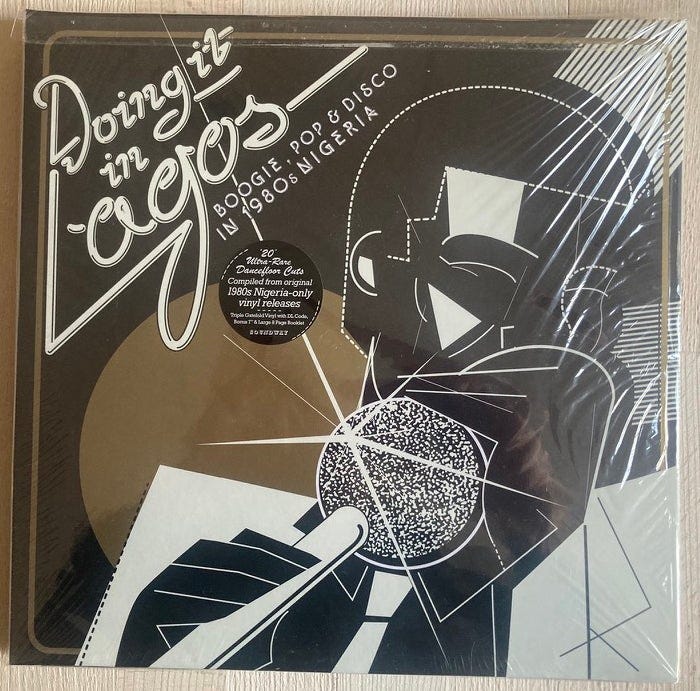 Doing it
in
Lagos
BOOGIE, POP & DISCO
IN 1980s NIGERIA
'20'
Ultra-Rare
Dancefloor Cuts
Compiled from original
1980s Nigeria-only
vinyl releases
Triple Gatefold Vinyl with DL Code,
Bonus 7" & Large 8 Page Booklet
SOUNDWAY